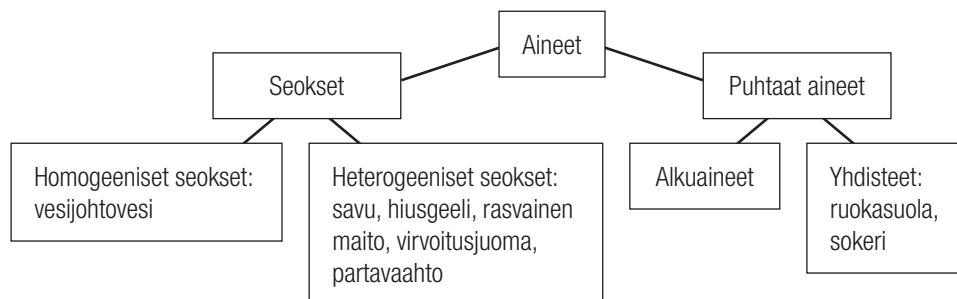 Aineet
Seokset
Puhtaat aineet
Homogeeniset seokset:
vesijohtovesi
Heterogeeniset seokset:
savu, hiusgeeli, rasvainen
maito, virvoitusjuoma,
partavaahto
Alkuaineet
Yhdisteet:
ruokasuola,
sokeri